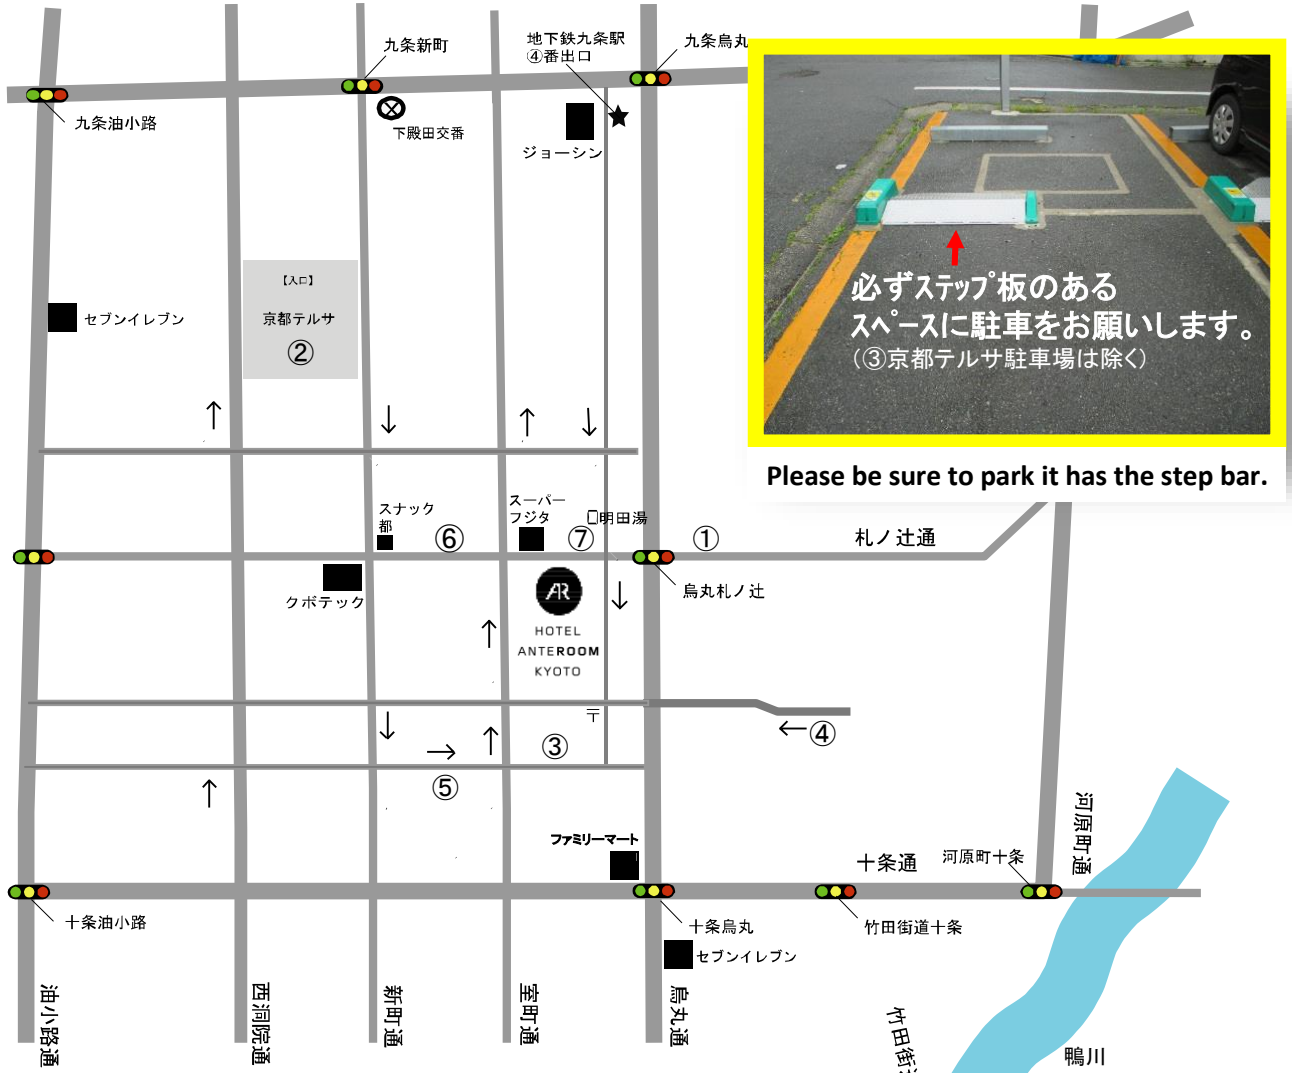 九条新町
地下鉄九条駅
④番出口
九条烏丸
九条油小路
下殿田交番
ジョーシン
【入口】
京都テルサ
②
セブンイレブン
必ずステップ板のある
スペースに駐車をお願いします。
（③京都テルサ駐車場は除く）
Please be sure to park it has the step bar.
スナック
都
⑥
スーパー
フジタ
⑦
明田湯
①
札ノ辻通
烏丸札ノ辻
クボテック
AR
HOTEL
ANTEROOM
KYOTO
〒
④
③
⑤
ファミリーマート
十条通
河原町十条
河原町通
十条油小路
十条烏丸
竹田街道十条
セブンイレブン
油小路通
西洞院通
新町通
室町通
烏丸通
竹田街
鴨川